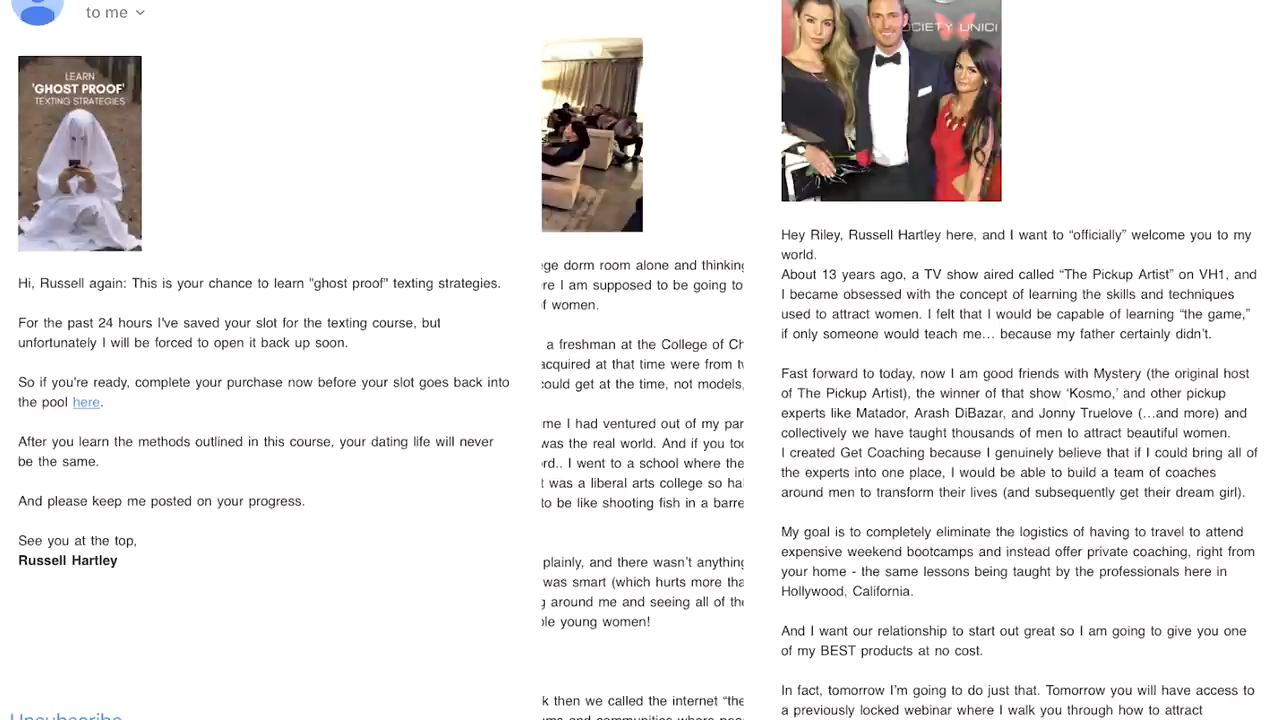 to me
LEARN
'GHOST PROOF'
TEXTING STRATEGIES
Hi, Russell again: This is your chance to learn "ghost proof" texting strategies.
For the past 24 hours I've saved your slot for the texting course, but
unfortunately I will be forced to open it back up soon.
So if you're ready, complete your purchase now before your slot goes back into
the pool here.
After you learn the methods outlined in this course, your dating life will never
be the same.
And please keep me posted on your progress.
See you at the top,
Russell Hartley
Unsubscribe
ege dorm room alone and thinking
re I am supposed to be going to
of women.
a freshman at the College of Ch
acquired at that time were from tv
could get at the time, not models,
me I had ventured out of my par
was the real world. And if you too
ord.. I went to a school where the
t was a liberal arts college so hal
to be like shooting fish in a barre
plainly, and there wasn't anything
was smart (which hurts more tha
g around me and seeing all of the
ble young women!
k then we called the internet "the
OCIETY UNICI
Hey Riley, Russell Hartley here, and I want to “officially” welcome you to my
world.
About 13 years ago, a TV show aired called “The Pickup Artist” on VH1, and
I became obsessed with the concept of learning the skills and techniques
used to attract women. I felt that I would be capable of learning “the game,”
if only someone would teach me… because my father certainly didn’t.
Fast forward to today, now I am good friends with Mystery (the original host
of The Pickup Artist), the winner of that show ‘Kosmo,’ and other pickup
experts like Matador, Arash DiBazar, and Jonny Truelove (…and more) and
collectively we have taught thousands of men to attract beautiful women.
I created Get Coaching because I genuinely believe that if I could bring all of
the experts into one place, I would be able to build a team of coaches
around men to transform their lives (and subsequently get their dream girl).
My goal is to completely eliminate the logistics of having to travel to attend
expensive weekend bootcamps and instead offer private coaching, right from
your home - the same lessons being taught by the professionals here in
Hollywood, California.
And I want our relationship to start out great so I am going to give you one
of my BEST products at no cost.
In fact, tomorrow I’m going to do just that. Tomorrow you will have access to
a previously locked webinar where I walk you through how to attract